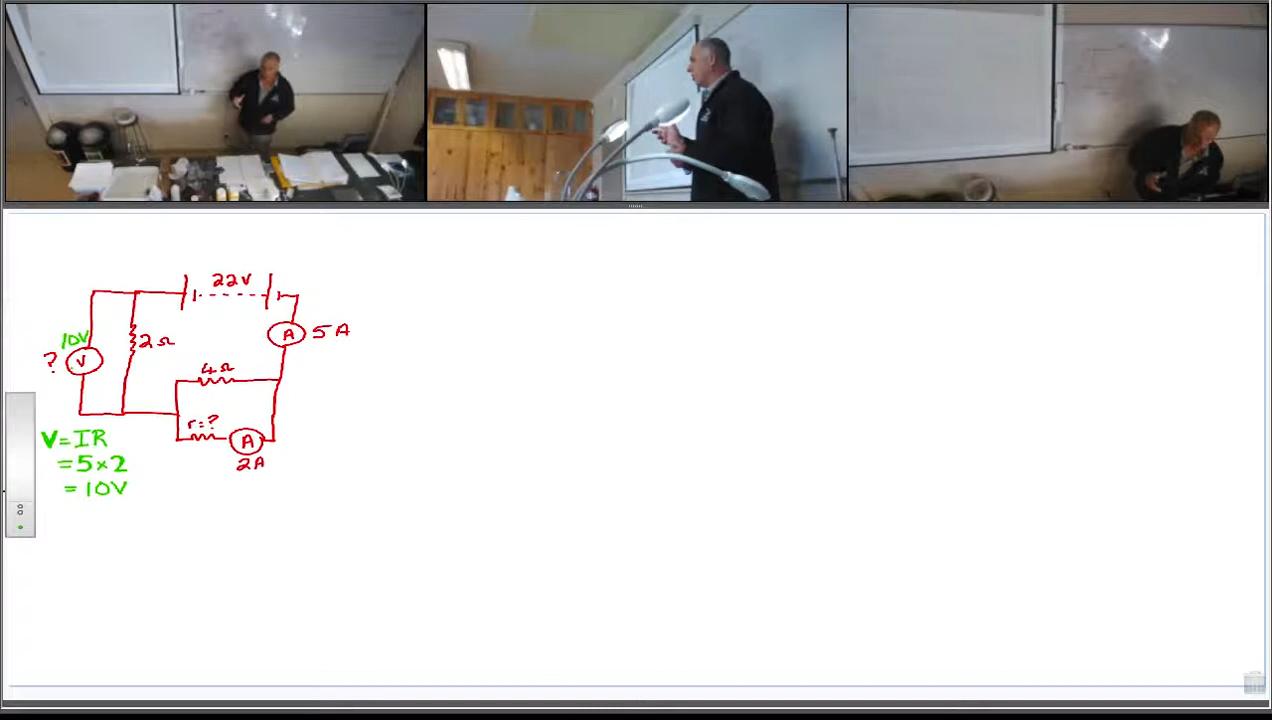 22V
A 5A
10V
? V
2Ω
4Ω
r=?
A
2A
V=IR
=5×2
=10V